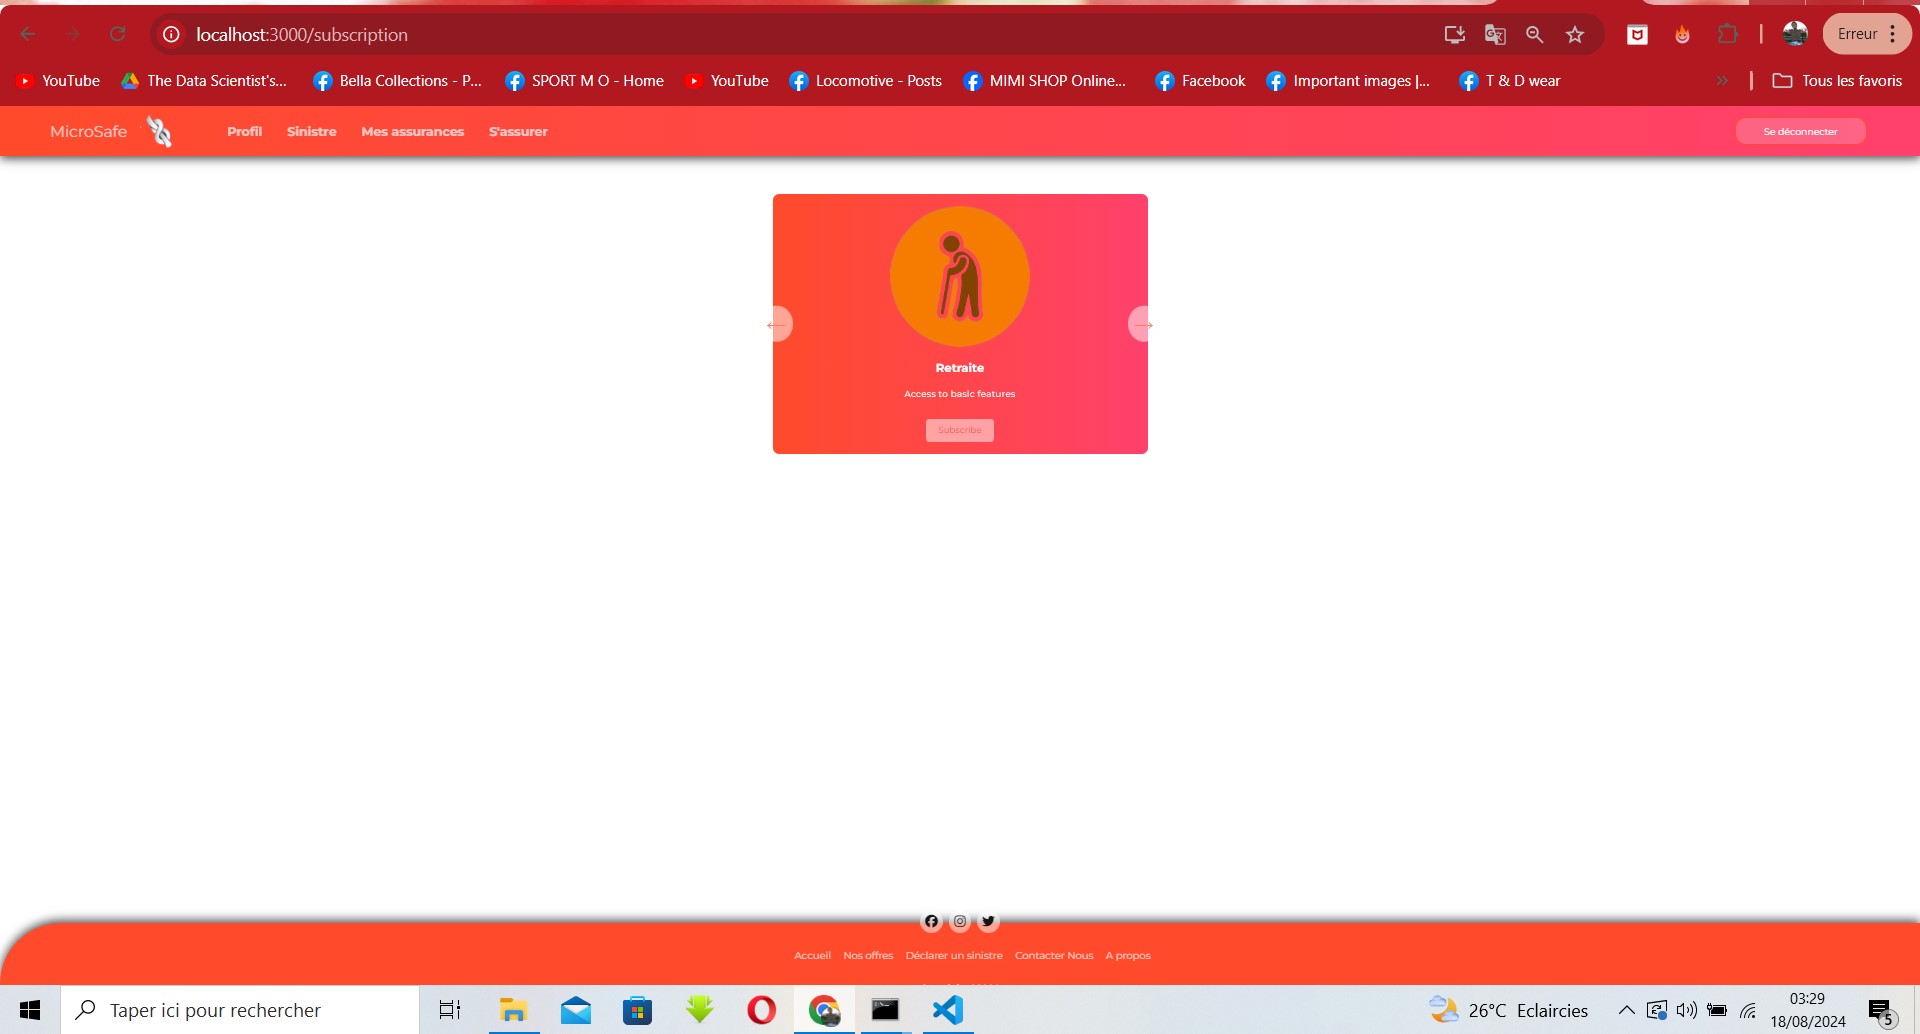 localhost:3000/subscription
Erreur
YouTube
The Data Scientist's...
Bella Collections - P...
SPORT M O - Home
YouTube
Locomotive - Posts
MIMI SHOP Online...
Facebook
Important images |...
T & D wear
Tous les favoris
MicroSafe
Profil
Sinistre
Mes assurances
S'assurer
Se déconnecter
←
→
Retraite
Access to basic features
Subscribe
Accueil
Nos offres
Déclarer un sinistre
Contacter Nous
A propos
Taper ici pour rechercher
26°C Eclaircies
03:29
18/08/2024
5